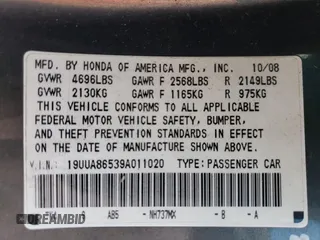 MFD. BY HONDA OF AMERICA MFG., INC. 10/08
GVWR 4696LBS GAWR F 2568LBS R 2149LBS
GVWR 2130KG GAWR F 1165KG R 975KG
THIS VEHICLE CONFORMS TO ALL APPLICABLE
FEDERAL MOTOR VEHICLE SAFETY, BUMPER,
AND THEFT PREVENTION STANDARDS IN EFFECT
ON THE DATE OF MANUFACTURE SHOWN ABOVE.
V.I.N.: 19UUA86539A011020 TYPE: PASSENGER CAR
AB5 -NH737MX -B -A
© DREAMBID